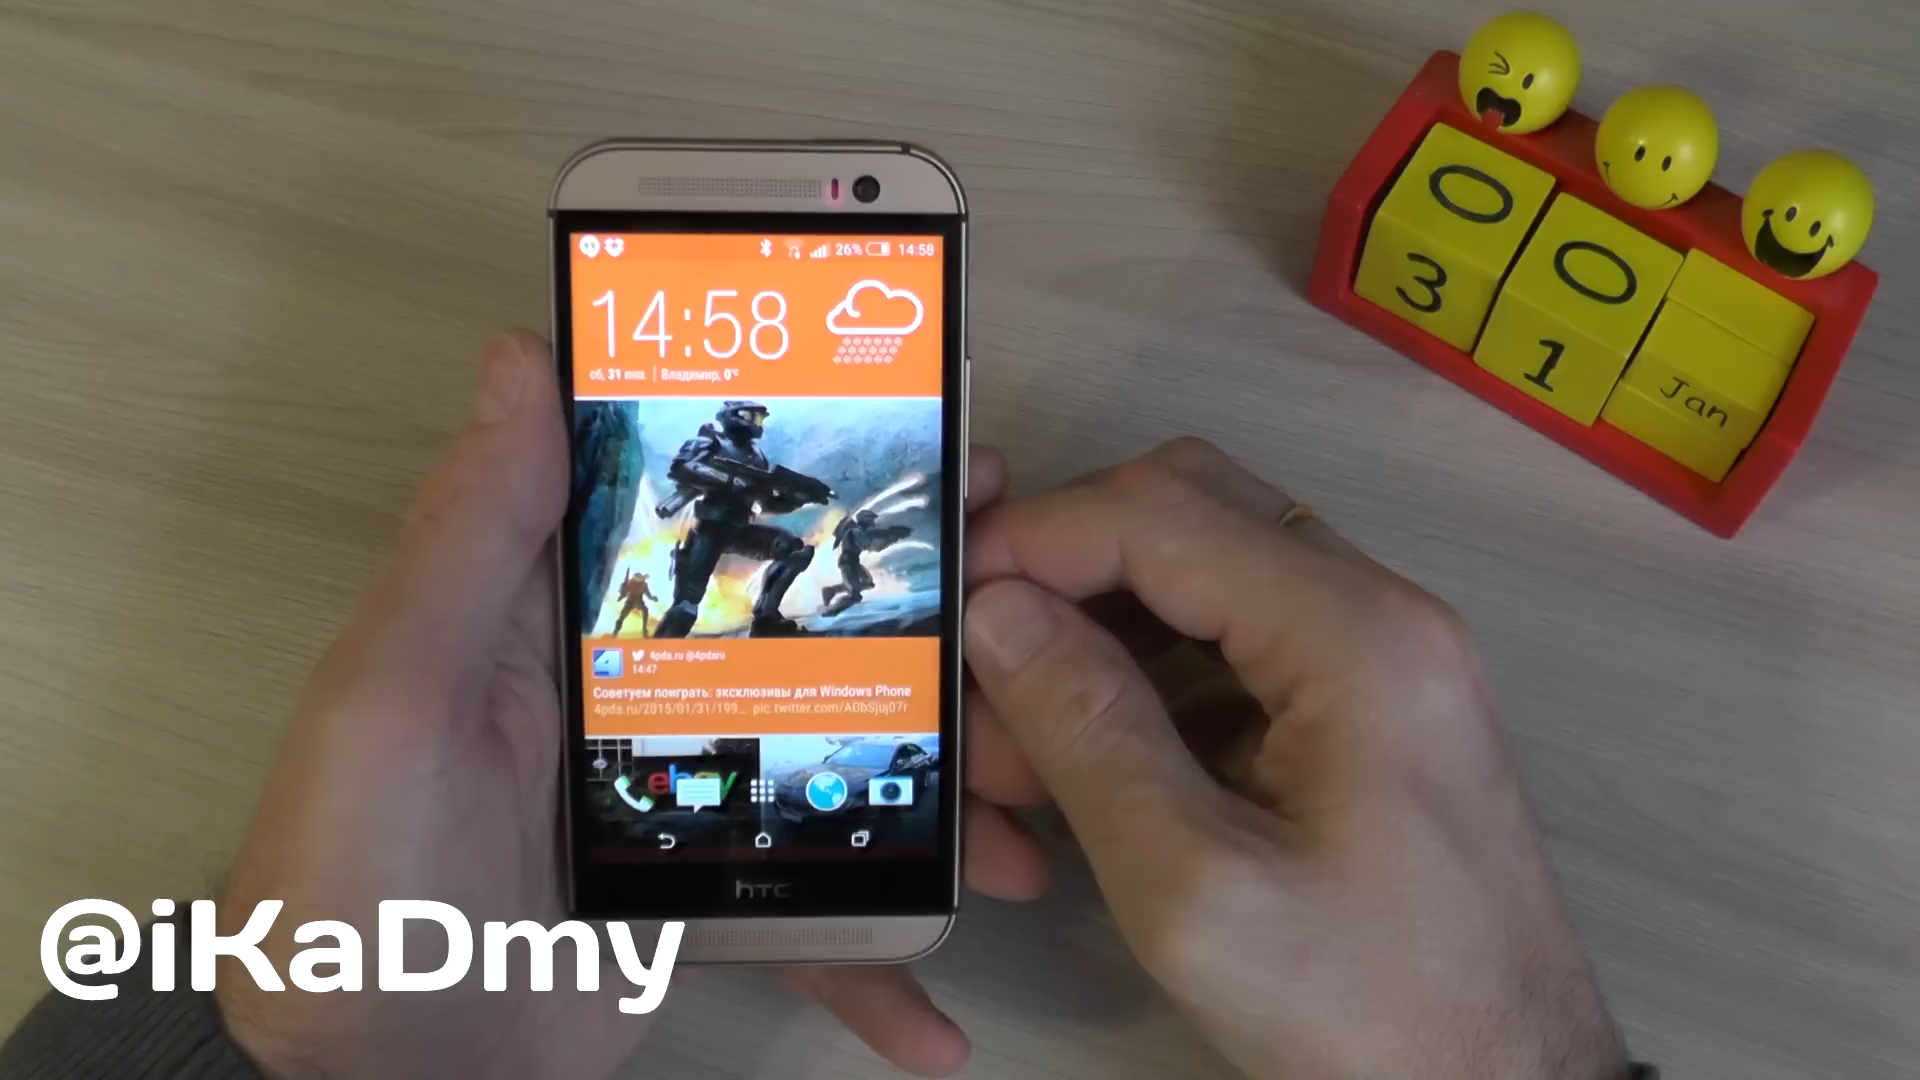 26% 14:58
14:58
сб, 31 янв. | Владимир, 0°C
4pda.ru @4pdaru
14:47
Советуем поиграть: эксклюзивы для Windows Phone
4pda.ru/2015/01/31/199... pic.twitter.com/ADbSjuj07r
ebay
hTC
0 0
3 1 Jan
@iKaDmy